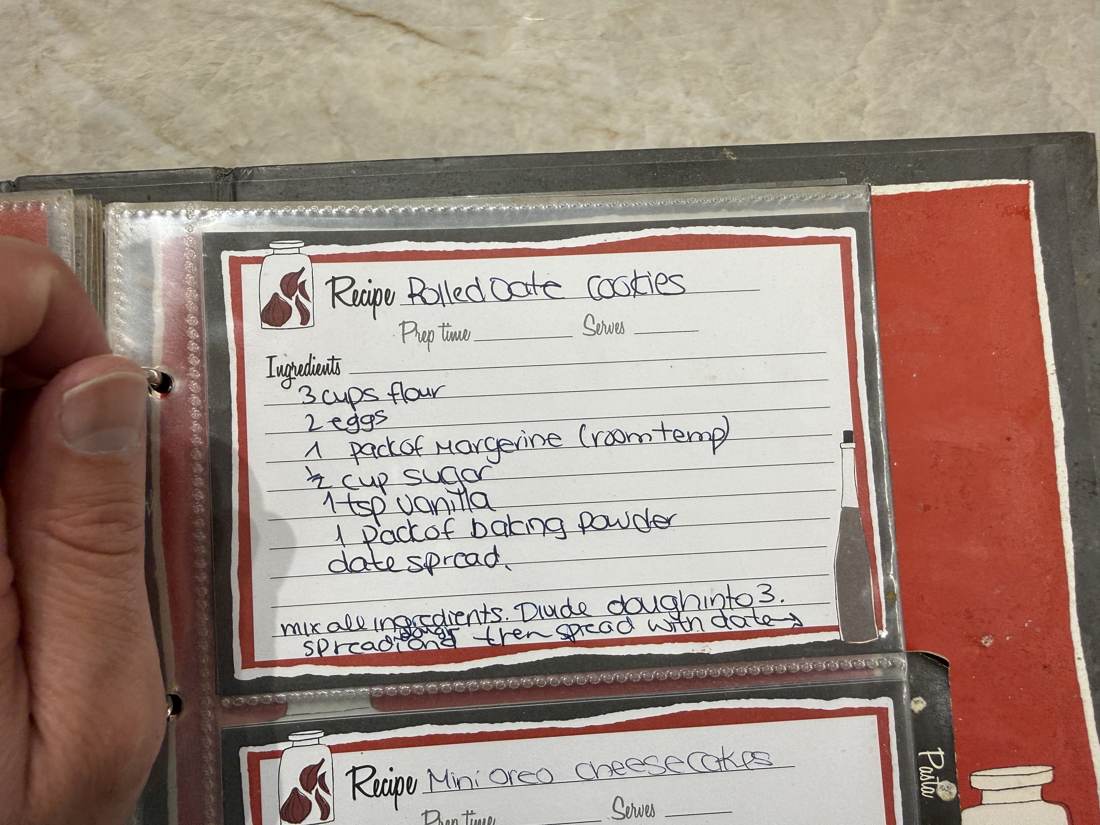 Recipe Rolled Date cookies
Prep time Serves
Ingredients
3 cups flour
2 eggs
1 pack of Margerine (room temp)
½ cup sugar
1 tsp vanilla
1 pack of baking powder
date spread.
mix all ingredients. Divide dough into 3.
spread dough then spread with date→
Recipe Mini Oreo Cheesecakes
Prep time Serves
Pasta